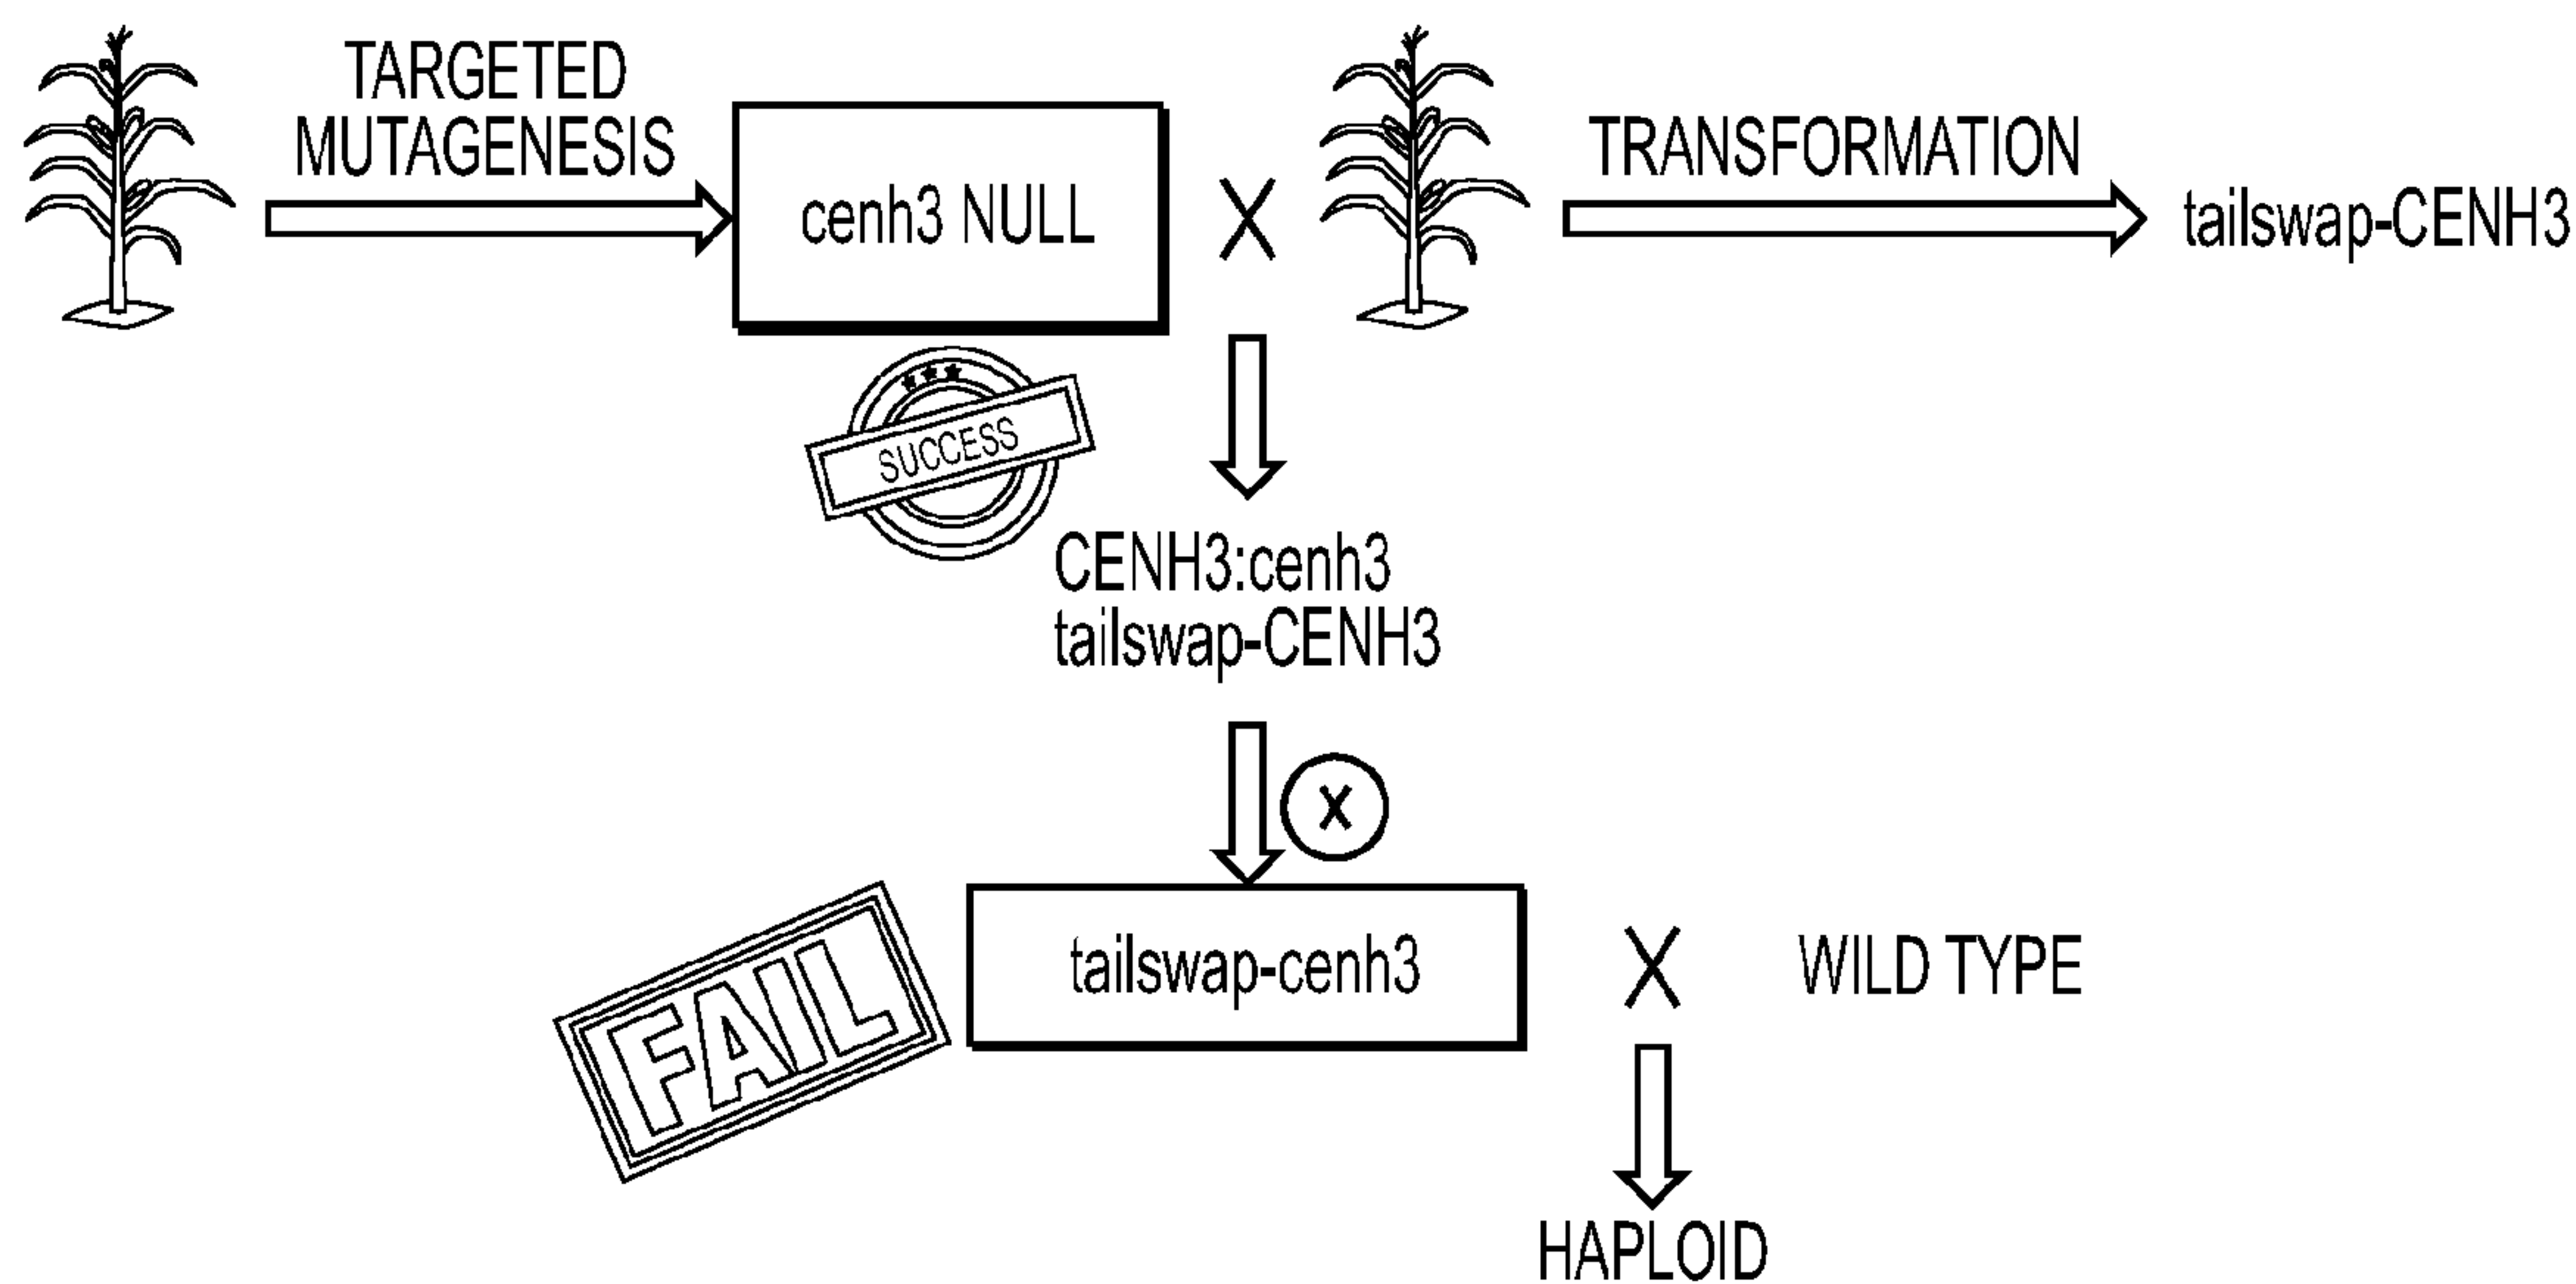 TARGETED
MUTAGENESIS
cenh3 NULL
X
TRANSFORMATION
tailswap-CENH3
SUCCESS
CENH3:cenh3
tailswap-CENH3
X
FAIL
tailswap-cenh3
X
WILD TYPE
HAPLOID